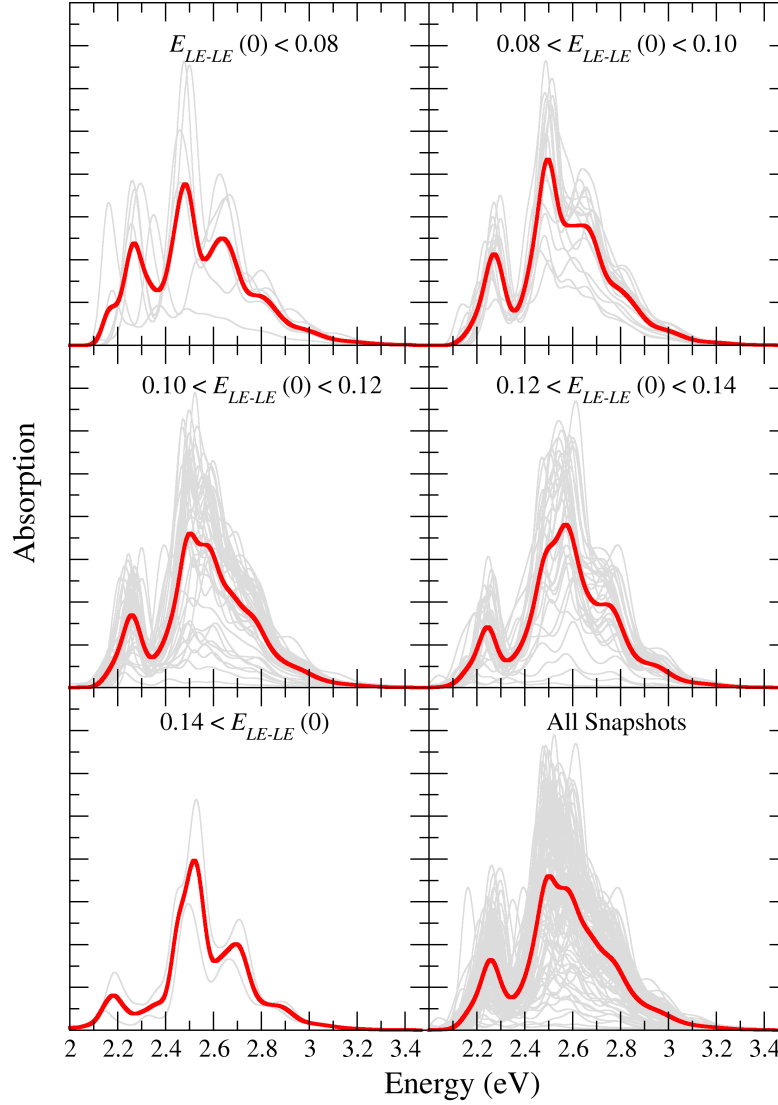 E_{LE-LE} (0) < 0.08
0.08 < E_{LE-LE} (0) < 0.10
0.10 < E_{LE-LE} (0) < 0.12
0.12 < E_{LE-LE} (0) < 0.14
0.14 < E_{LE-LE} (0)
All Snapshots
Absorption
2 2.2 2.4 2.6 2.8 3 3.2 3.4
2.2 2.4 2.6 2.8 3 3.2 3.4
Energy (eV)